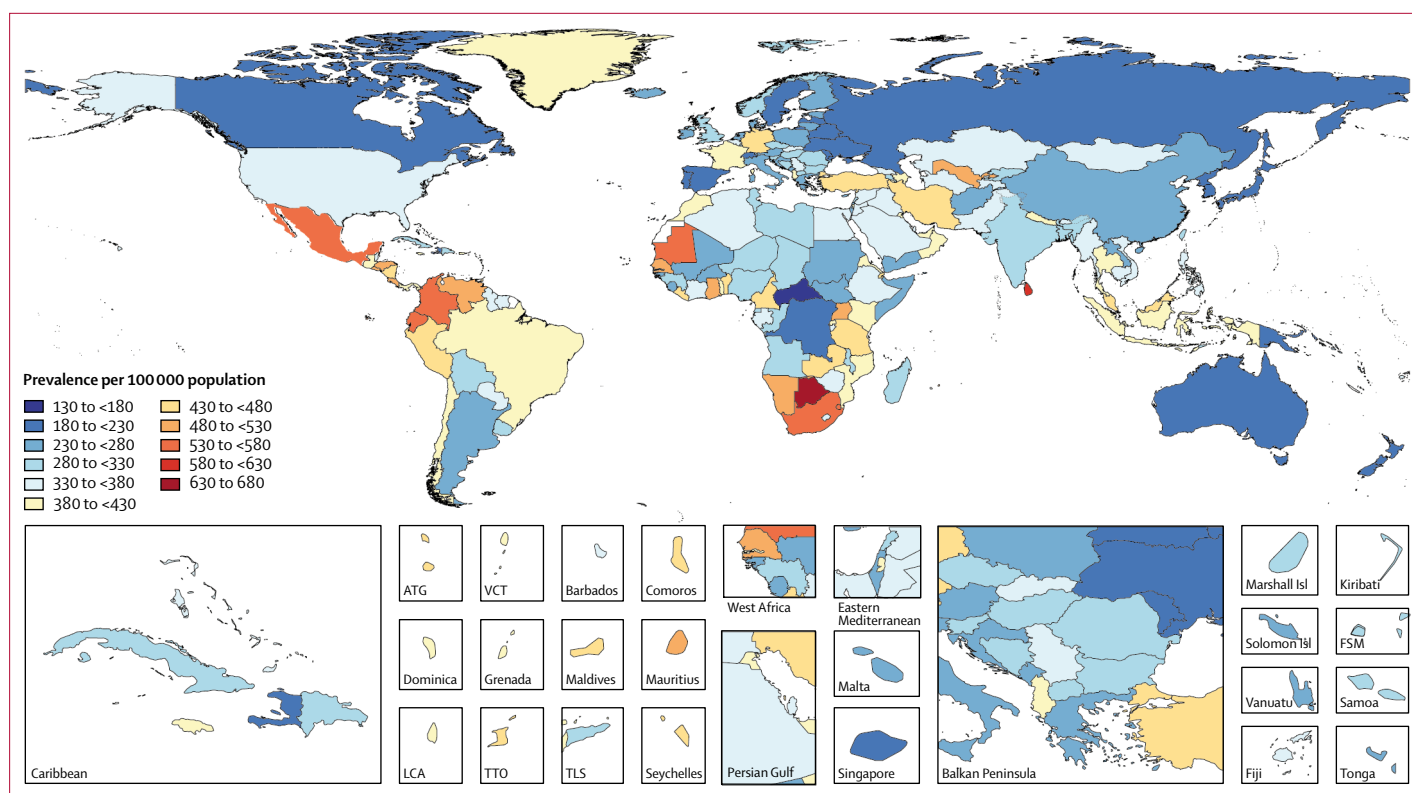 Prevalence per 100 000 population
130 to <180
180 to <230
230 to <280
280 to <330
330 to <380
380 to <430
430 to <480
480 to <530
530 to <580
580 to <630
630 to 680
Caribbean
ATG
VCT
Barbados
Comoros
Dominica
Grenada
Maldives
Mauritius
LCA
TTO
TLS
Seychelles
West Africa
Eastern
Mediterranean
Persian Gulf
Malta
Singapore
Balkan Peninsula
Marshall Isl
Kiribati
Solomon Isl
FSM
Vanuatu
Samoa
Fiji
Tonga